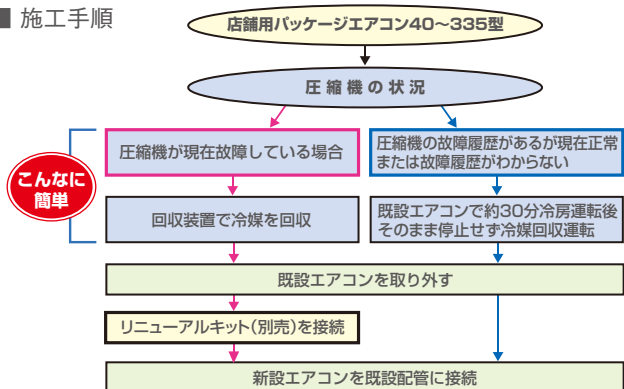 ■ 施工手順
店舗用パッケージエアコン40～335型
圧縮機の状況
こんなに
簡単
圧縮機が現在故障している場合
圧縮機の故障履歴があるが現在正常
または故障履歴がわからない
回収装置で冷媒を回収
既設エアコンで約30分冷房運転後
そのまま停止せず冷媒回収運転
既設エアコンを取り外す
リニューアルキット(別売)を接続
新設エアコンを既設配管に接続